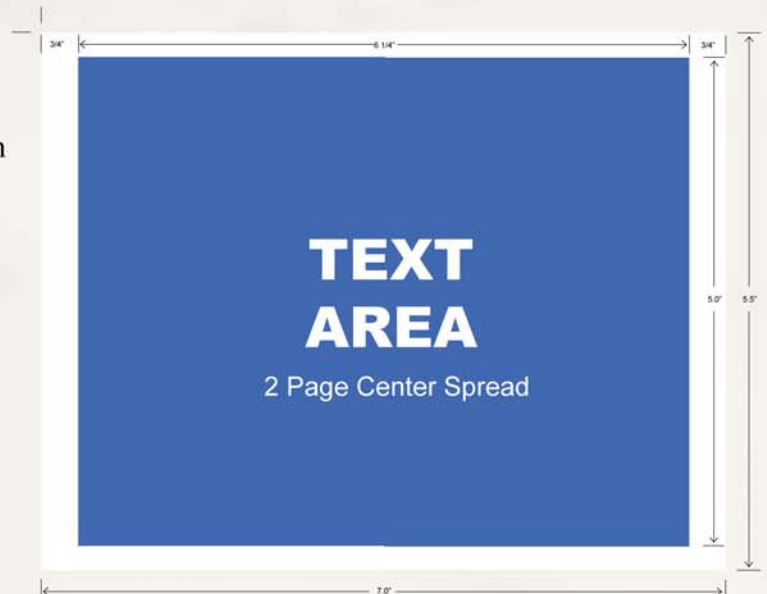 3/4"
6 1/4"
3/4"
TEXT
AREA
2 Page Center Spread
5.0"
5.5"
7.0"